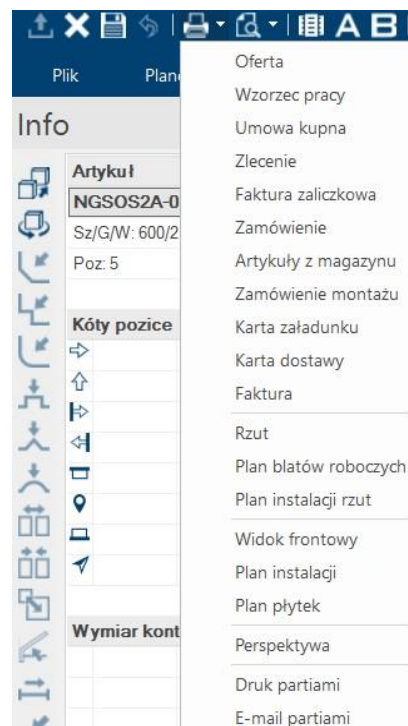 A B
Plik Plan
Info
Artykuł
NGSOS2A-0
Sz/G/W: 600/2
Poz: 5
Kóty pozice
Wymiar kont
Oferta
Wzorzec pracy
Umowa kupna
Zlecenie
Faktura zaliczkowa
Zamówienie
Artykuły z magazynu
Zamówienie montażu
Karta załadunku
Karta dostawy
Faktura
Rzut
Plan blatów roboczych
Plan instalacji rzut
Widok frontowy
Plan instalacji
Plan płytek
Perspektywa
Druk partiami
E-mail partiami